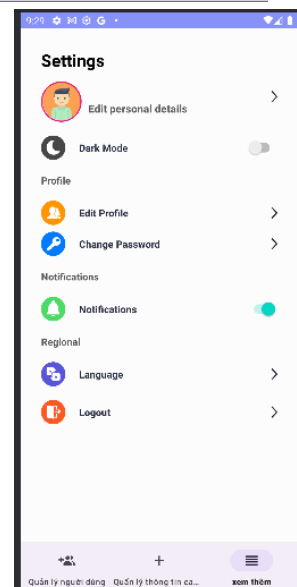 9:29 G
Settings
Edit personal details
Dark Mode
Profile
Edit Profile
Change Password
Notifications
Notifications
Regional
Language
Logout
Quản lý người dùng Quản lý thông tin ca... xem thêm